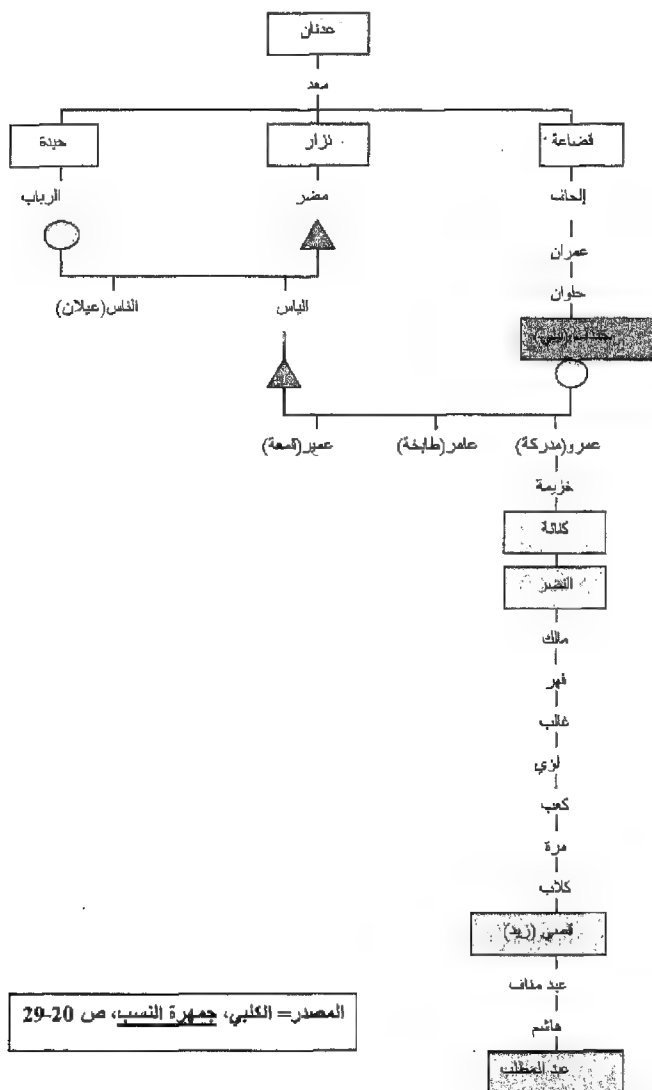 عدنان
معد
قضاعة نزار حيدة
إلحاف مضر الرباب
عمران
حلوان
الياس الناس(عيلان)
عمرو(مدركة) عامر(طابخة) عمير(قمعة)
خزيمة
كنانة
النضر
مالك
فهر
غالب
لؤي
كعب
مرة
كلاب
قصي (زيد)
عبد مناف
هاشم
عبد المطلب
المصدر= الكلبي، جمهرة النسب، ص 20-29